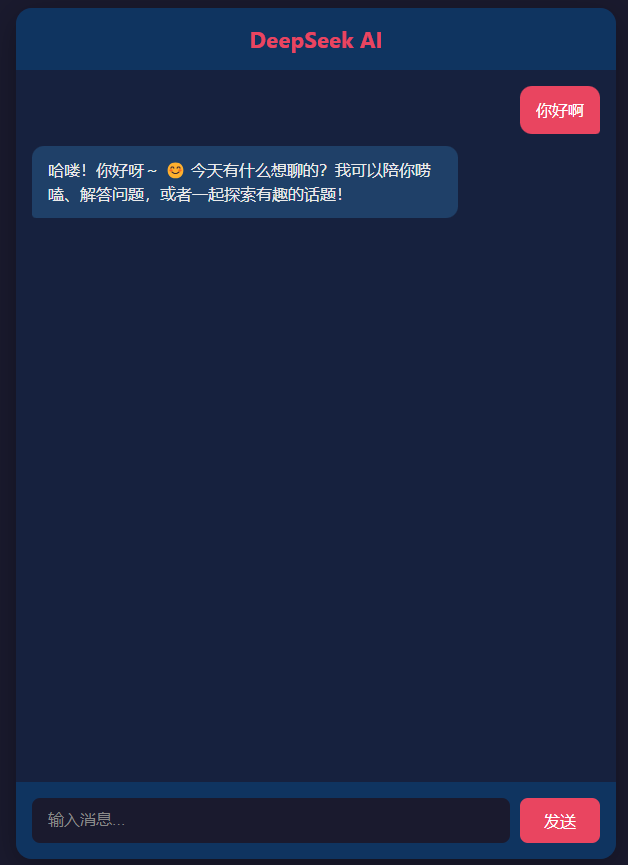 DeepSeek AI
你好啊
哈喽！你好呀～ 😊 今天有什么想聊的？我可以陪你唠
嗑、解答问题，或者一起探索有趣的话题！
输入消息...
发送